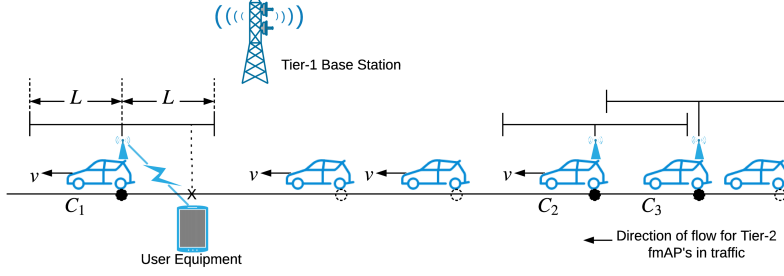 Tier-1 Base Station
L L
v v v v
C1 C2 C3
x
User Equipment
Direction of flow for Tier-2
fmAP's in traffic